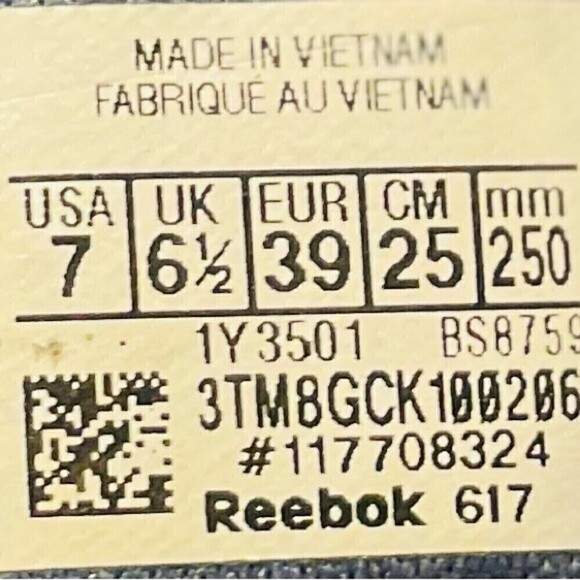 MADE IN VIETNAM
FABRIQUÉ AU VIETNAM
USA UK EUR CM mm
7 6½ 39 25 250
1Y3501 BS8759
3TM8GCK100206
#117708324
Reebok 617